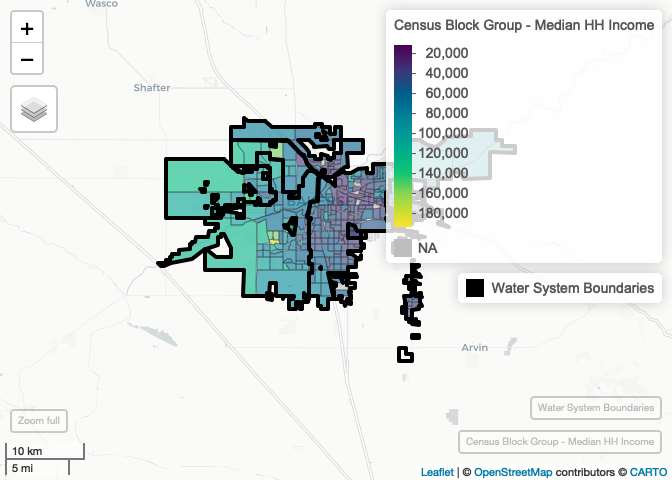 Wasco
+
−
Shafter
Census Block Group - Median HH Income
20,000
40,000
60,000
80,000
100,000
120,000
140,000
160,000
180,000
NA
Water System Boundaries
Arvin
Water System Boundaries
Zoom full
Census Block Group - Median HH Income
10 km
5 mi
Leaflet | © OpenStreetMap contributors © CARTO